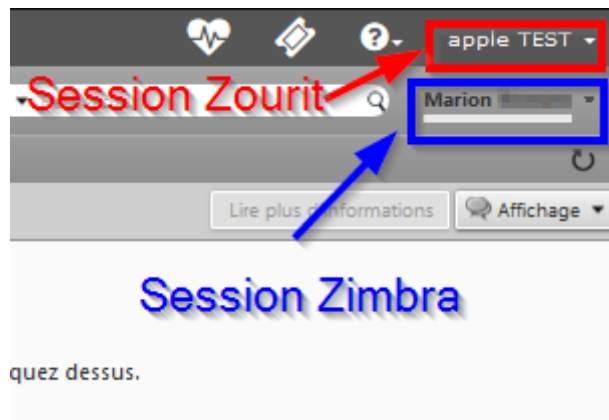 apple TEST
Session Zourit
Marion
Lire plus d'informations
Affichage
Session Zimbra
quez dessus.